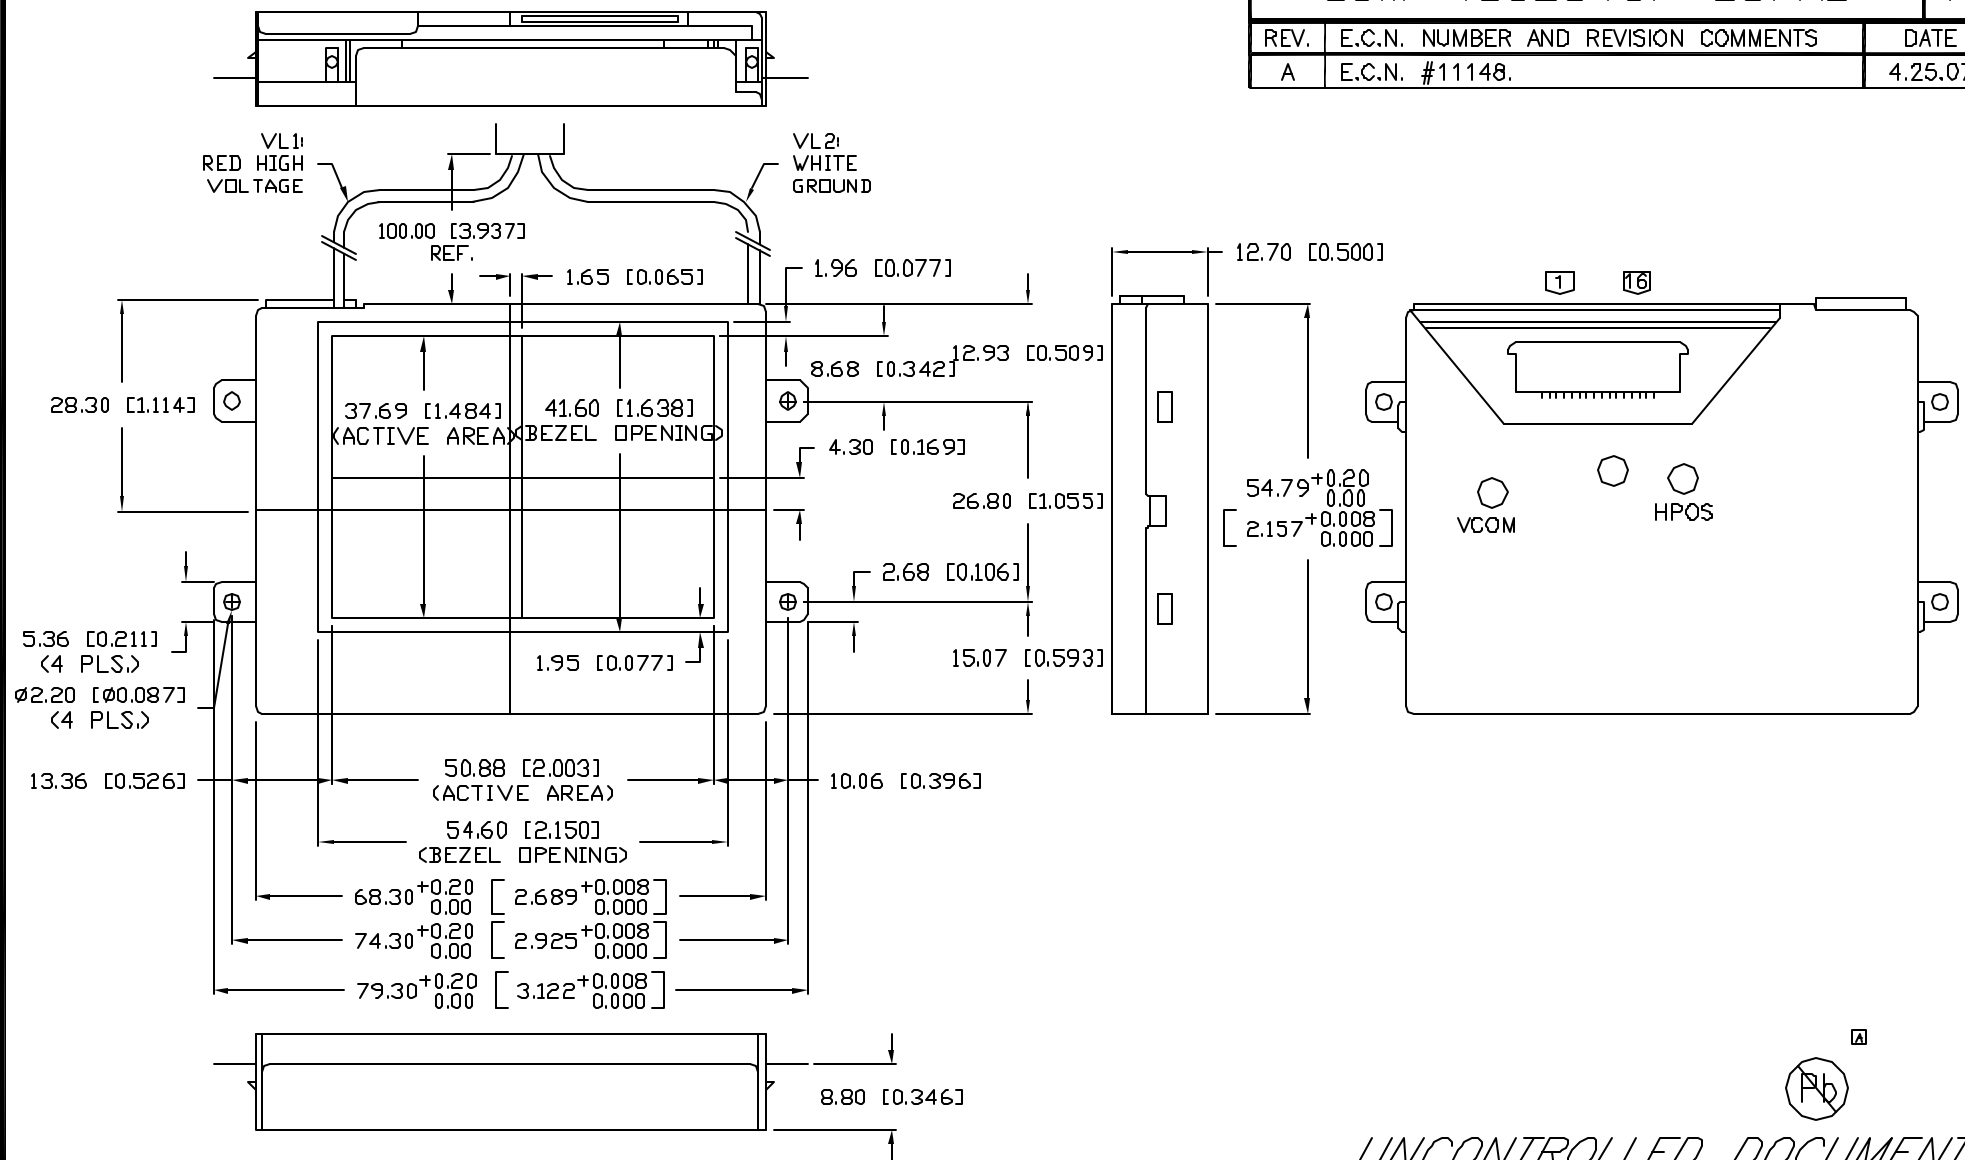 REV. E.C.N. NUMBER AND REVISION COMMENTS DATE
A E.C.N. #11148. 4.25.07
VL1:
RED HIGH
VOLTAGE
VL2:
WHITE
GROUND
100.00 [3.937]
REF.
1.65 [0.065]
1.96 [0.077]
12.93 [0.509]
8.68 [0.342]
28.30 [1.114]
37.69 [1.484]
(ACTIVE AREA)
41.60 [1.638]
(BEZEL OPENING)
4.30 [0.169]
26.80 [1.055]
2.68 [0.106]
5.36 [0.211]
(4 PLS.)
Ø2.20 [Ø0.087]
(4 PLS.)
1.95 [0.077]
15.07 [0.593]
13.36 [0.526]
50.88 [2.003]
(ACTIVE AREA)
10.06 [0.396]
54.60 [2.150]
(BEZEL OPENING)
68.30 +0.20 0.00 [2.689 +0.008 0.000]
74.30 +0.20 0.00 [2.925 +0.008 0.000]
79.30 +0.20 0.00 [3.122 +0.008 0.000]
8.80 [0.346]
12.70 [0.500]
54.79 +0.20 0.00
[2.157 +0.008 0.000]
1 16
VCOM
HPOS
A
Pb
UNCONTROLLED DOCUMENT